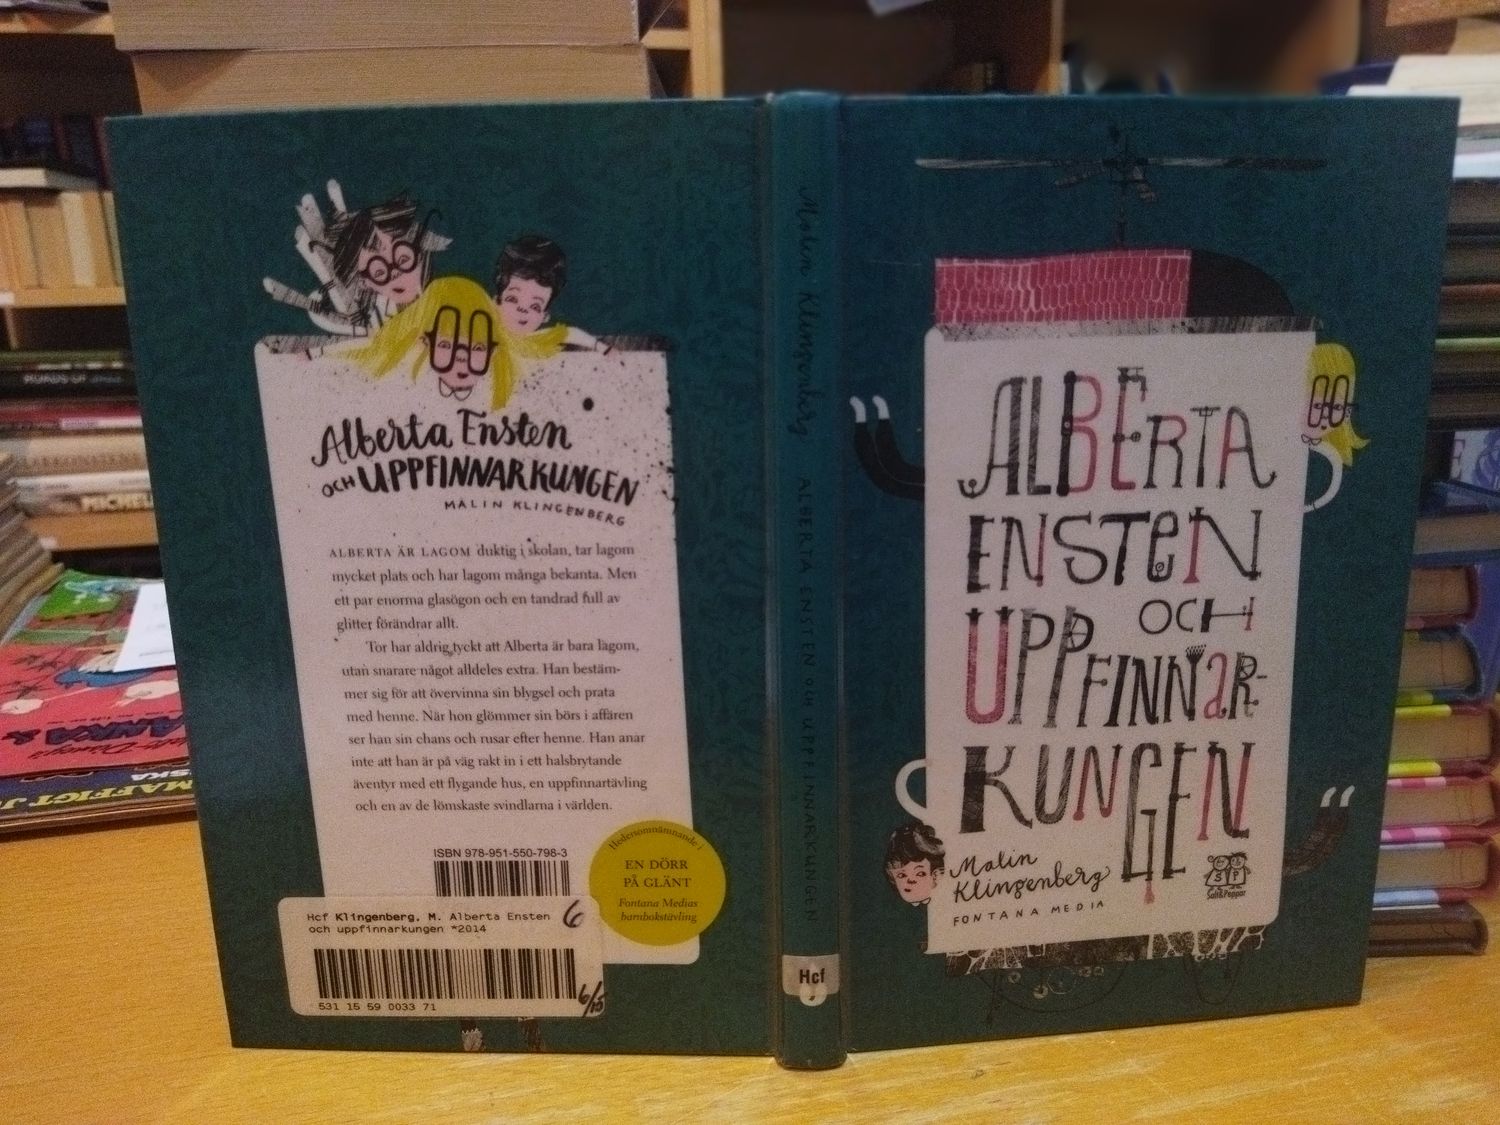 Alberta Ensten
och UPPFINNARKUNGEN
MALIN KLINGENBERG
ALBERTA ÄR LAGOM duktig i skolan, tar lagom
mycket plats och har lagom många bekanta. Men
ett par enorma glasögon och en tandrad full av
glitter förändrar allt.
Tor har aldrig tyckt att Alberta är bara lagom,
utan snarare något alldeles extra. Han bestäm-
mer sig för att övervinna sin blygsel och prata
med henne. När hon glömmer sin börs i affären
ser han sin chans och rusar efter henne. Han anar
inte att han är på väg rakt in i ett halsbrytande
äventyr med ett flygande hus, en uppfinnartävling
och en av de lömskaste svindlarna i världen.
ISBN 978-951-550-798-3
Hedersomnämnande i
EN DÖRR
PÅ GLÄNT
Fontana Medias
barnbokstävling
Hcf Klingenberg, M. Alberta Ensten
och uppfinnarkungen *2014
6
531 15 59 0033 71
6/15
Malin Klingenberg ALBERTA ENSTEN OCH UPPFINNARKUNGEN
Hcf
ALBERTA
ENSTEN
OCH
UPPFINNAR-
KUNGEN
Malin
Klingenberg
FONTANA MEDIA
S P
Salt&Peppar
MICHEL
ANKA &